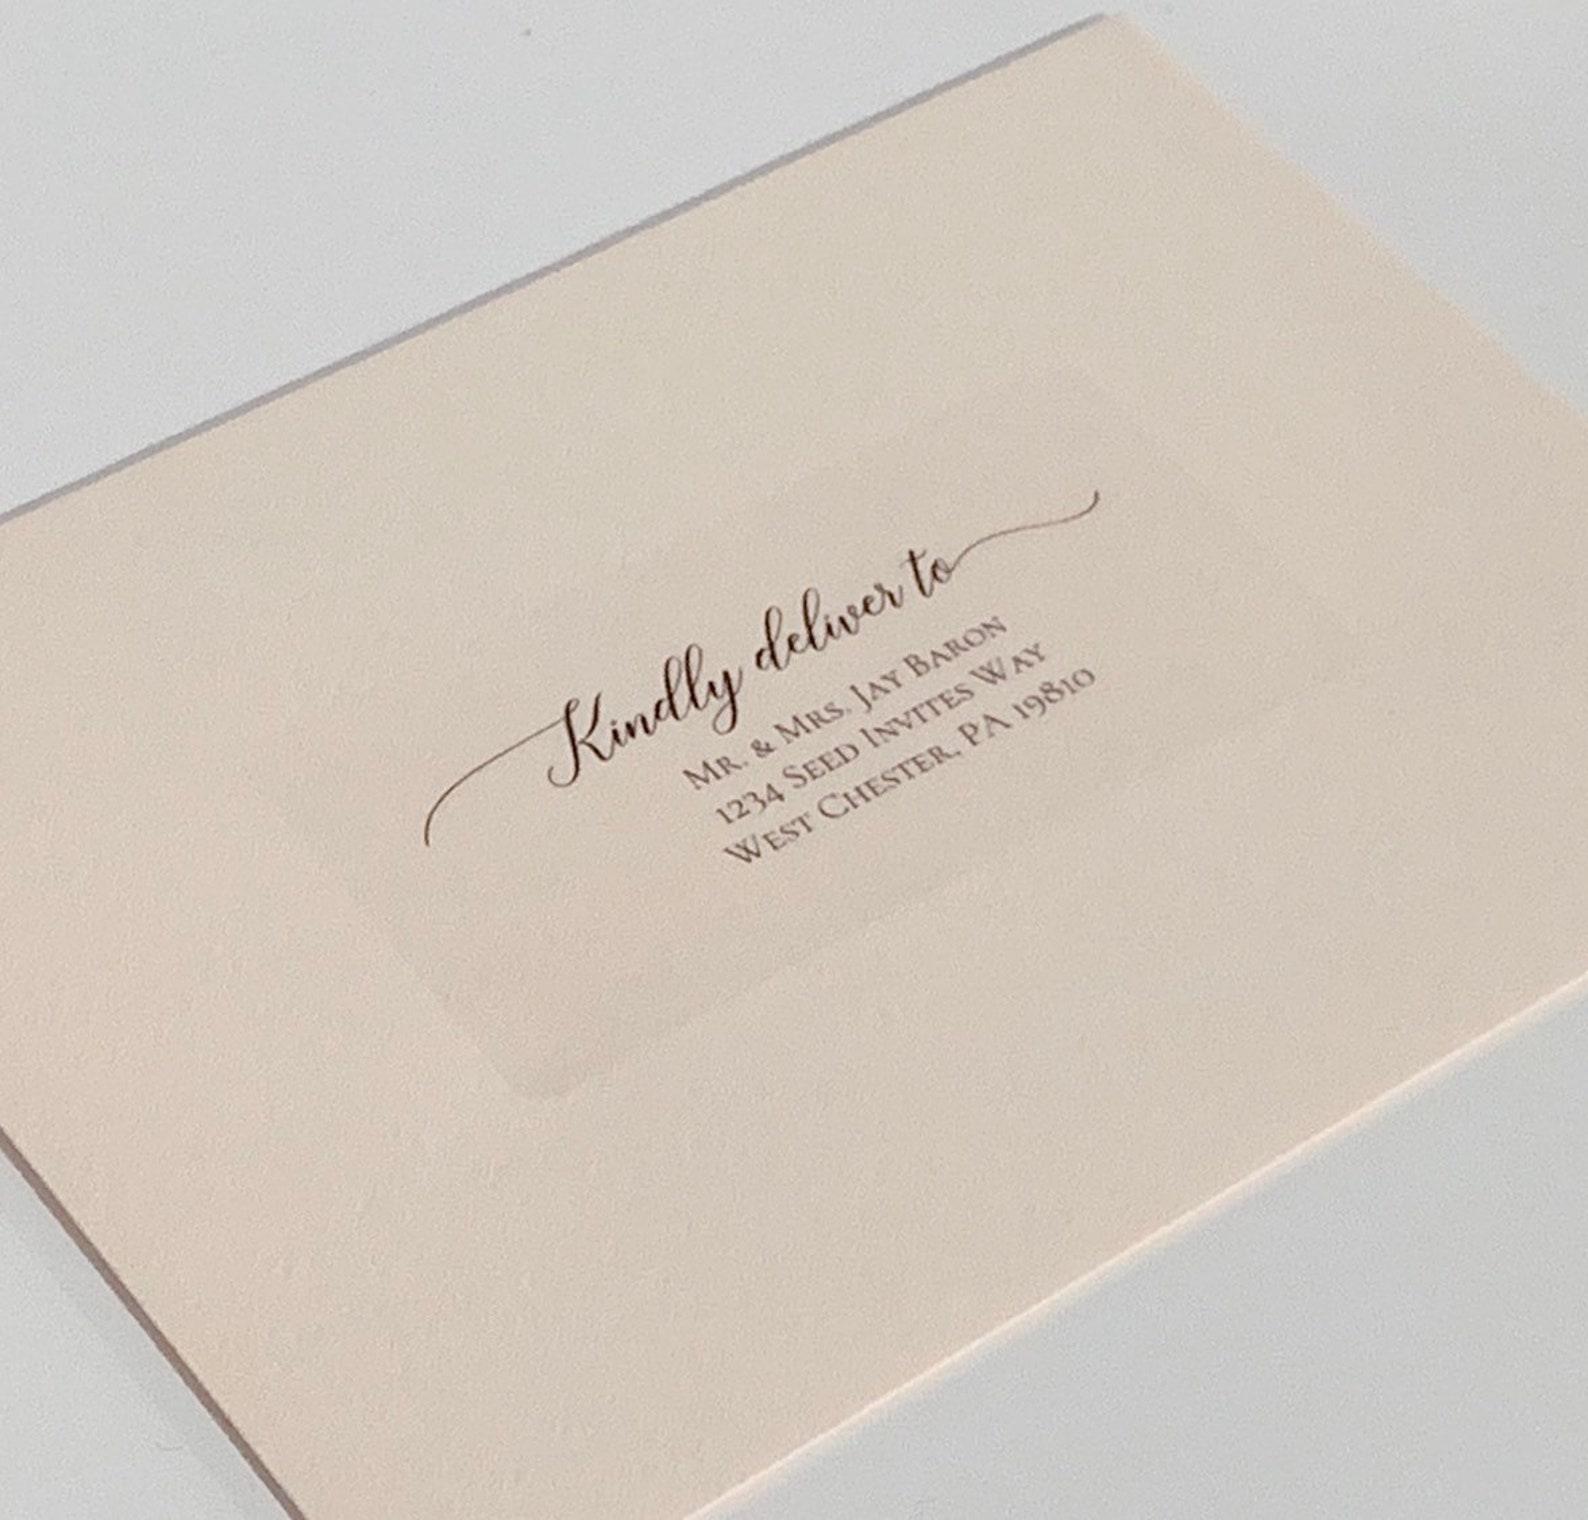 Kindly deliver to
Mr. & Mrs. Jay Baron
1234 Seed Invites Way
West Chester, PA 19810